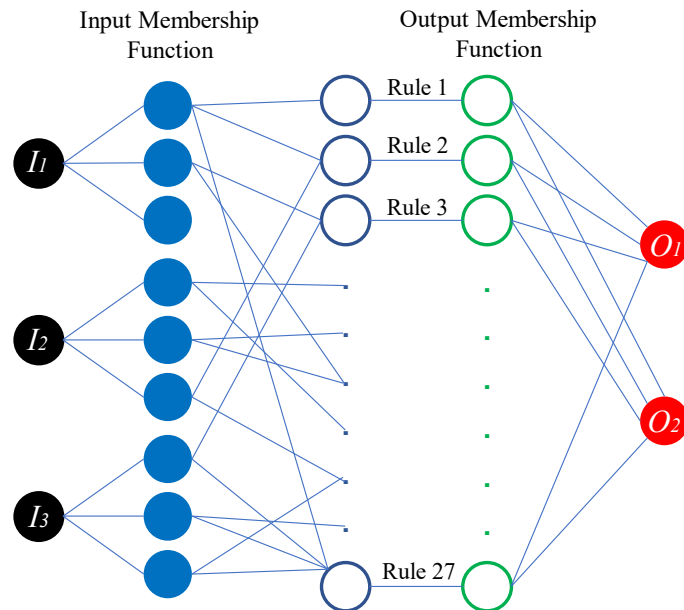 Input Membership
Function
Output Membership
Function
Rule 1
Rule 2
Rule 3
I1
I2
I3
O1
O2
Rule 27